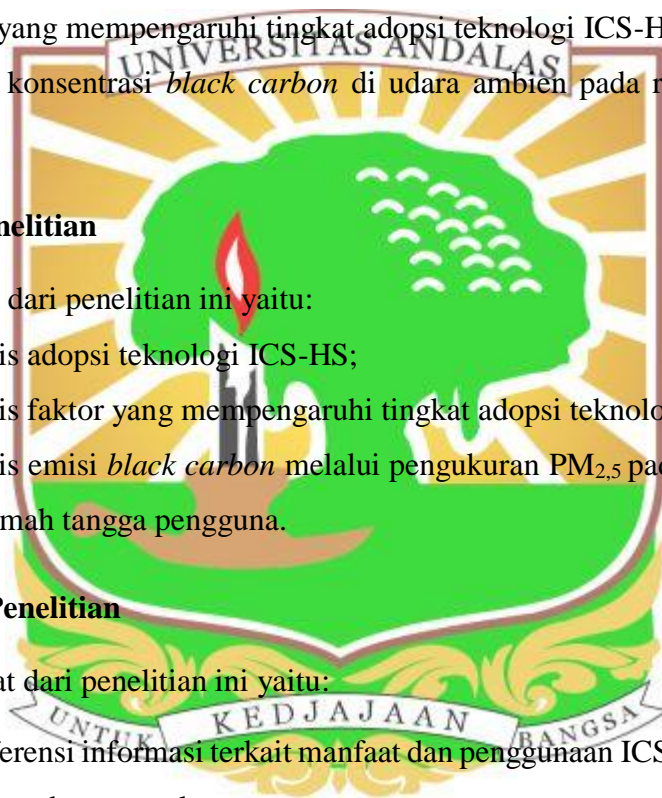 yang mempengaruhi tingkat adopsi teknologi ICS-H
UNIVERSITAS ANDALAS
konsentrasi black carbon di udara ambien pada r
nelitian
dari penelitian ini yaitu:
is adopsi teknologi ICS-HS;
is faktor yang mempengaruhi tingkat adopsi teknolo
is emisi black carbon melalui pengukuran PM2,5 pad
mah tangga pengguna.
Penelitian
at dari penelitian ini yaitu:
UNTUK KEDJAJAAN BANGSA
ferensi informasi terkait manfaat dan penggunaan ICS